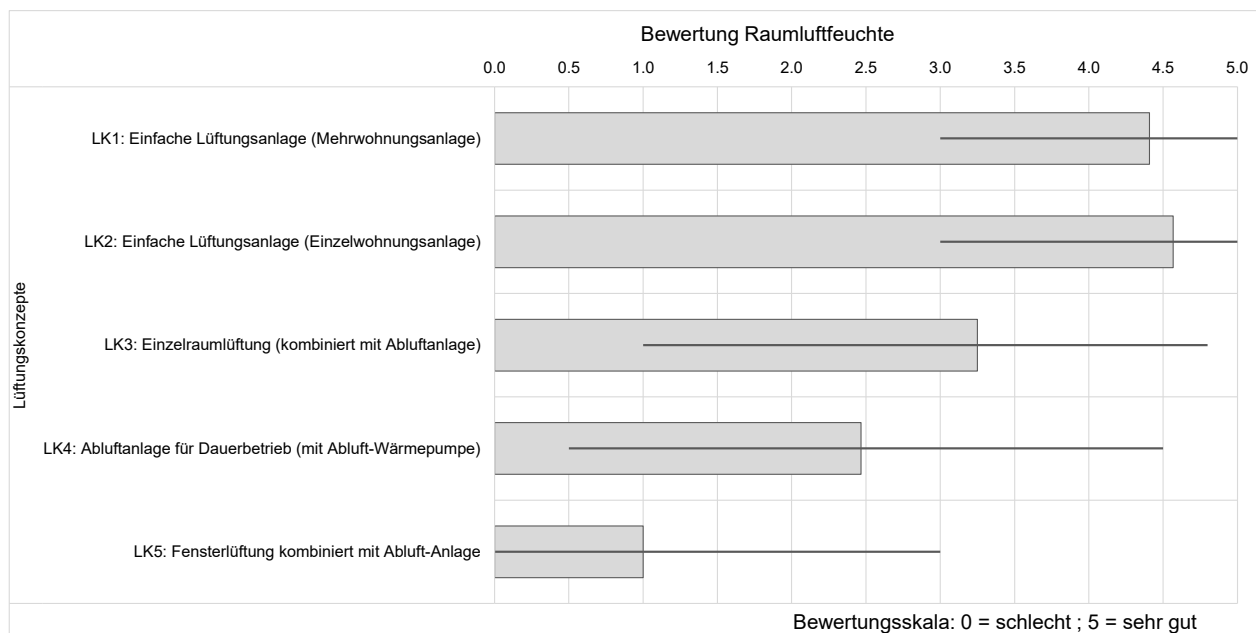 Bewertung Raumluftfeuchte
0.0 0.5 1.0 1.5 2.0 2.5 3.0 3.5 4.0 4.5 5.0
Lüftungskonzepte
LK1: Einfache Lüftungsanlage (Mehrwohnungsanlage)
LK2: Einfache Lüftungsanlage (Einzelwohnungsanlage)
LK3: Einzelraumlüftung (kombiniert mit Abluftanlage)
LK4: Abluftanlage für Dauerbetrieb (mit Abluft-Wärmepumpe)
LK5: Fensterlüftung kombiniert mit Abluft-Anlage
Bewertungsskala: 0 = schlecht ; 5 = sehr gut